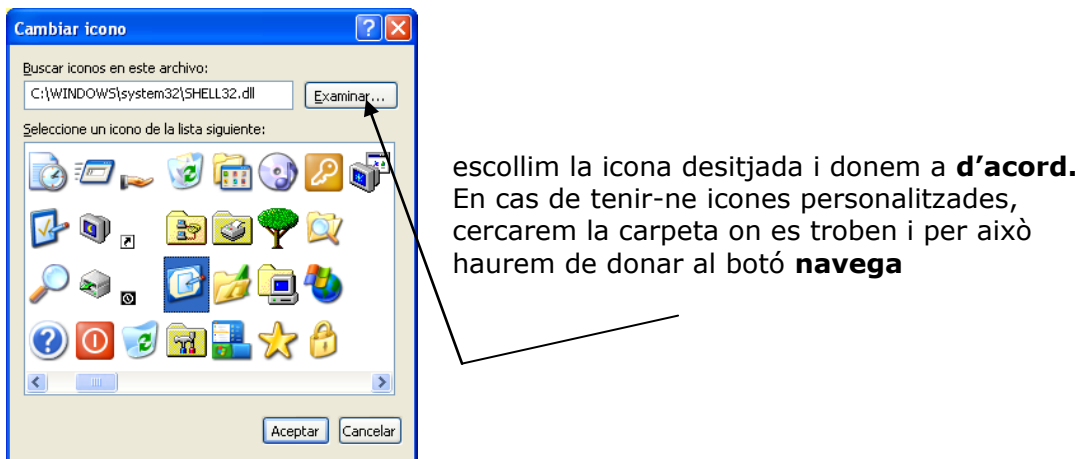 Cambiar icono
Buscar iconos en este archivo:
C:\WINDOWS\system32\SHELL32.dll
Examinar...
Seleccione un icono de la lista siguiente:
Aceptar
Cancelar
escollim la icona desitjada i donem a d’acord.
En cas de tenir-ne icones personalitzades,
cercarem la carpeta on es troben i per això
haurem de donar al botó navega